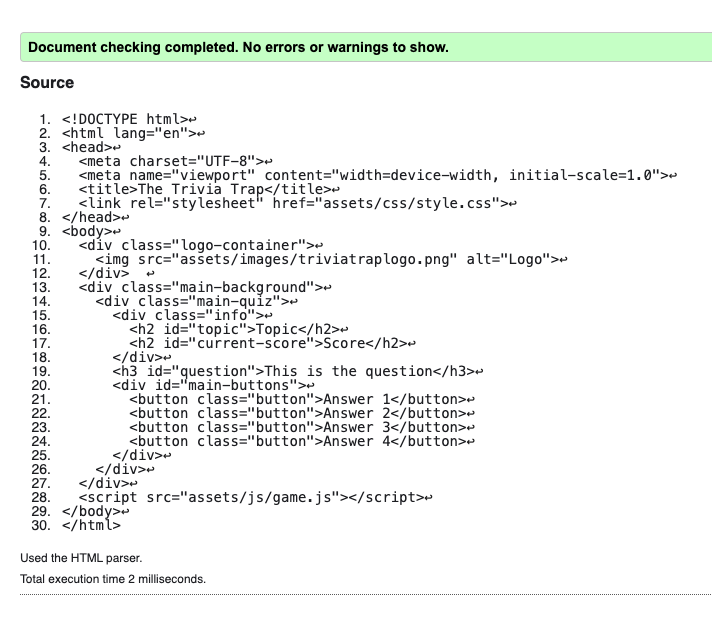 Document checking completed. No errors or warnings to show.
Source
1. <!DOCTYPE html>↩
2. <html lang="en">↩
3. <head>↩
4.   <meta charset="UTF-8">↩
5.   <meta name="viewport" content="width=device-width, initial-scale=1.0">↩
6.   <title>The Trivia Trap</title>↩
7.   <link rel="stylesheet" href="assets/css/style.css">↩
8. </head>↩
9. <body>↩
10.   <div class="logo-container">↩
11.     <img src="assets/images/triviatraplogo.png" alt="Logo">↩
12.   </div>  ↩
13.   <div class="main-background">↩
14.     <div class="main-quiz">↩
15.       <div class="info">↩
16.         <h2 id="topic">Topic</h2>↩
17.         <h2 id="current-score">Score</h2>↩
18.       </div>↩
19.       <h3 id="question">This is the question</h3>↩
20.       <div id="main-buttons">↩
21.         <button class="button">Answer 1</button>↩
22.         <button class="button">Answer 2</button>↩
23.         <button class="button">Answer 3</button>↩
24.         <button class="button">Answer 4</button>↩
25.       </div>↩
26.     </div>↩
27.   </div>↩
28.   <script src="assets/js/game.js"></script>↩
29. </body>↩
30. </html>
Used the HTML parser.
Total execution time 2 milliseconds.